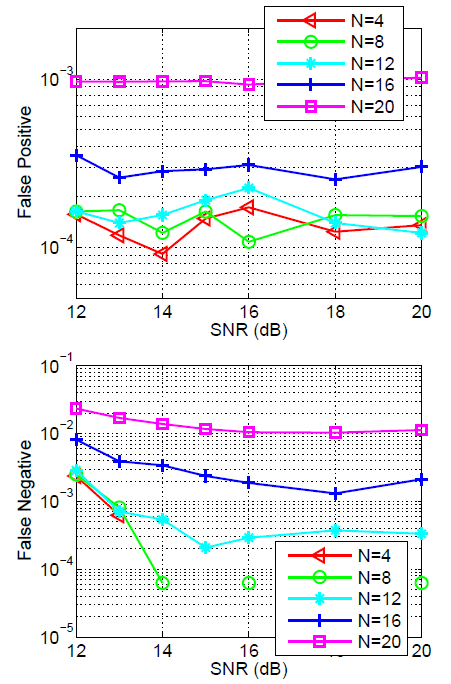 N=4
N=8
N=12
N=16
N=20
10^-3
10^-4
False Positive
12 14 16 18 20
SNR (dB)
10^-1
10^-2
10^-3
10^-4
10^-5
False Negative
N=4
N=8
N=12
N=16
N=20
12 14 16 18 20
SNR (dB)